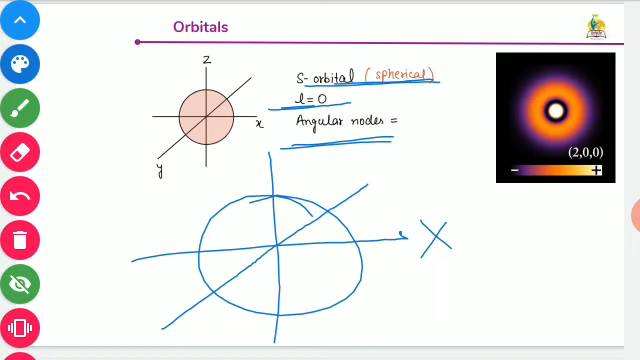 Orbitals
Z
x
y
S-orbital (spherical)
l=0
Angular nodes =
(2,0,0)
- +
X